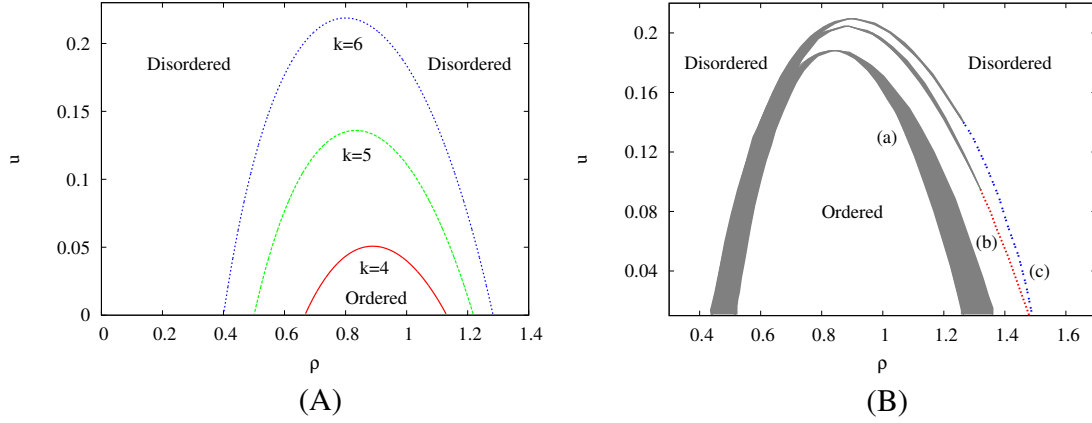 0.2
0.15
0.1
0.05
0
u
0
0.2
0.4
0.6
0.8
1
1.2
1.4
ρ
Disordered
Disordered
k=6
k=5
k=4
Ordered
(A)
0.2
0.16
0.12
0.08
0.04
u
0.4
0.6
0.8
1
1.2
1.4
1.6
ρ
Disordered
Disordered
(a)
Ordered
(b)
(c)
(B)